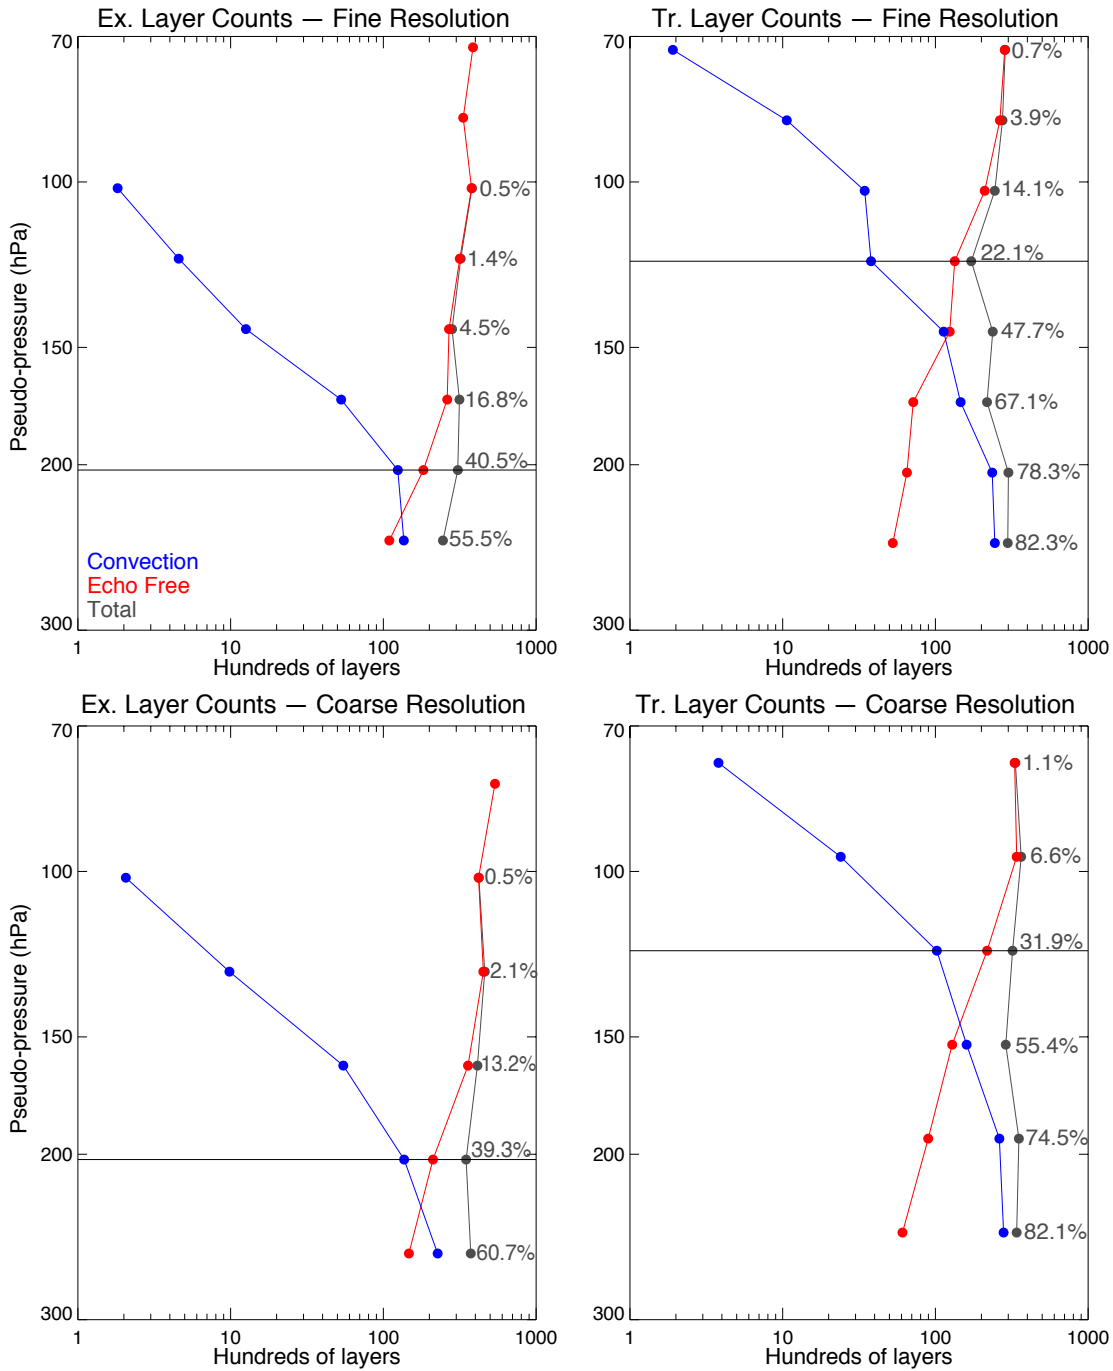 Ex. Layer Counts — Fine Resolution
70
100
150
200
300
Pseudo-pressure (hPa)
0.5%
1.4%
4.5%
16.8%
40.5%
55.5%
Convection
Echo Free
Total
1 10 100 1000
Hundreds of layers
Tr. Layer Counts — Fine Resolution
70
100
150
200
300
0.7%
3.9%
14.1%
22.1%
47.7%
67.1%
78.3%
82.3%
1 10 100 1000
Hundreds of layers
Ex. Layer Counts — Coarse Resolution
70
100
150
200
300
Pseudo-pressure (hPa)
0.5%
2.1%
13.2%
39.3%
60.7%
1 10 100 1000
Hundreds of layers
Tr. Layer Counts — Coarse Resolution
70
100
150
200
300
1.1%
6.6%
31.9%
55.4%
74.5%
82.1%
1 10 100 1000
Hundreds of layers